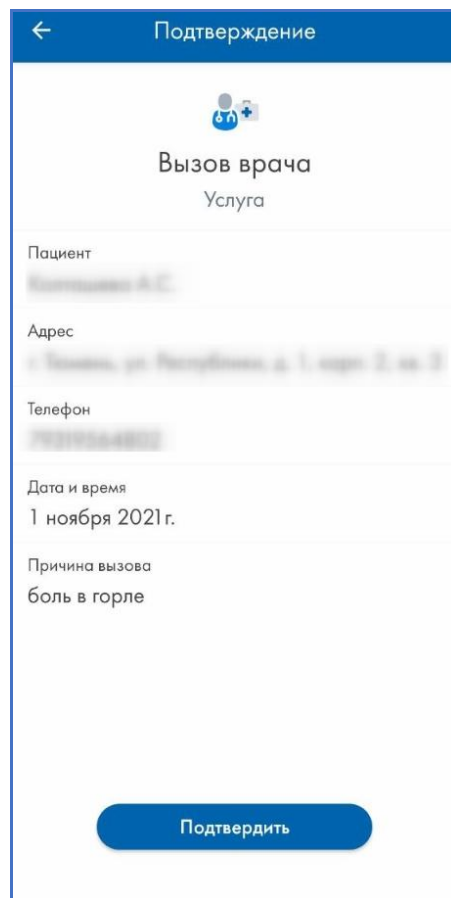 Подтверждение
Вызов врача
Услуга
Пациент
Адрес
Телефон
Дата и время
1 ноября 2021 г.
Причина вызова
боль в горле
Подтвердить